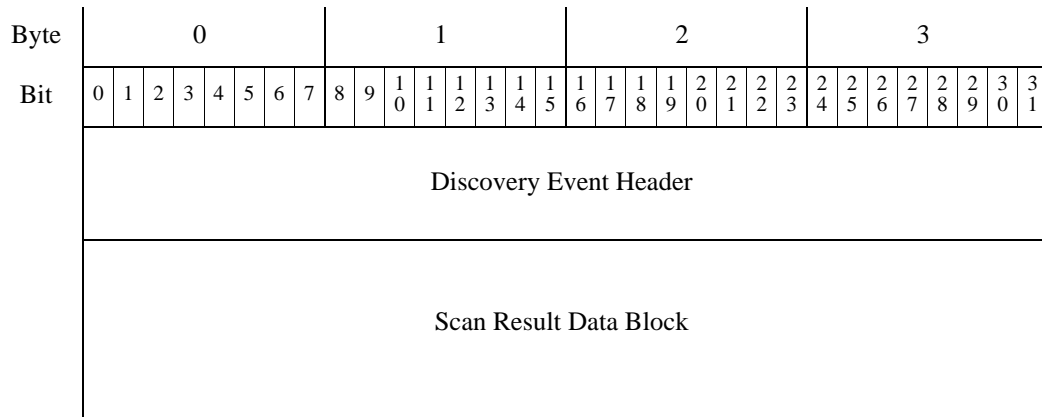 Byte 0 1 2 3
Bit 0 1 2 3 4 5 6 7 8 9 10 11 12 13 14 15 16 17 18 19 20 21 22 23 24 25 26 27 28 29 30 31
Discovery Event Header
Scan Result Data Block